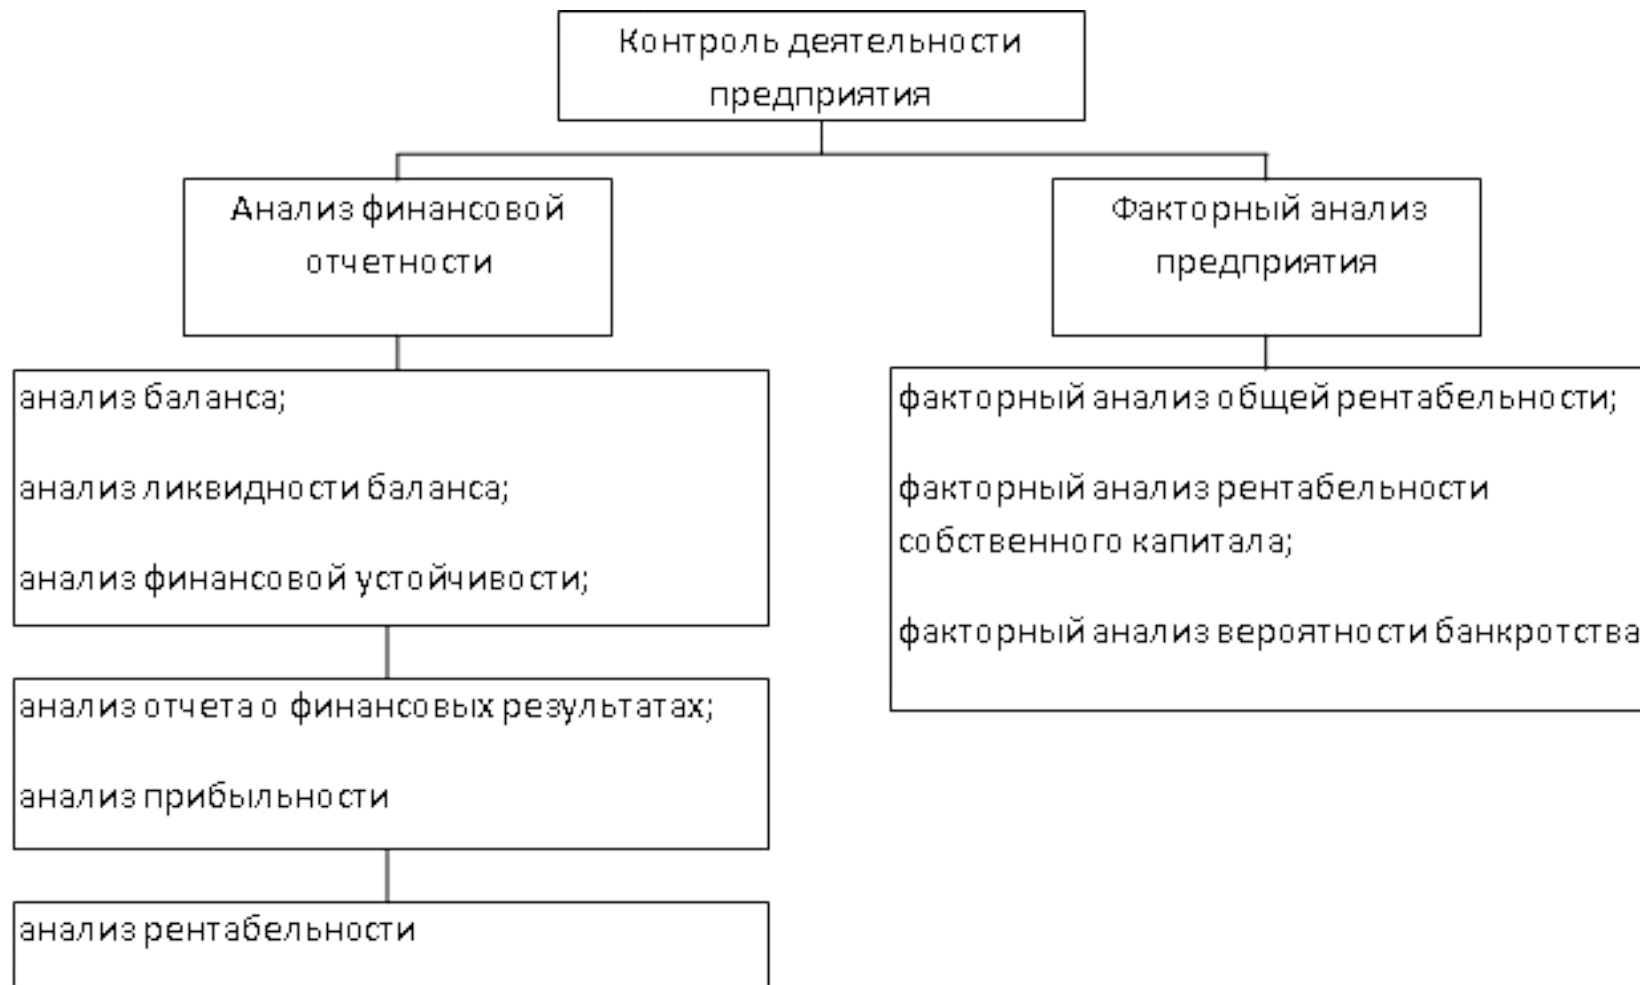 Контроль деятельности
предприятия
Анализ финансовой
отчетности
Факторный анализ
предприятия
анализ баланса;
анализ ликвидности баланса;
анализ финансовой устойчивости;
анализ отчета о финансовых результатах;
анализ прибыльности
анализ рентабельности
факторный анализ общей рентабельности;
факторный анализ рентабельности
собственного капитала;
факторный анализ вероятности банкротства